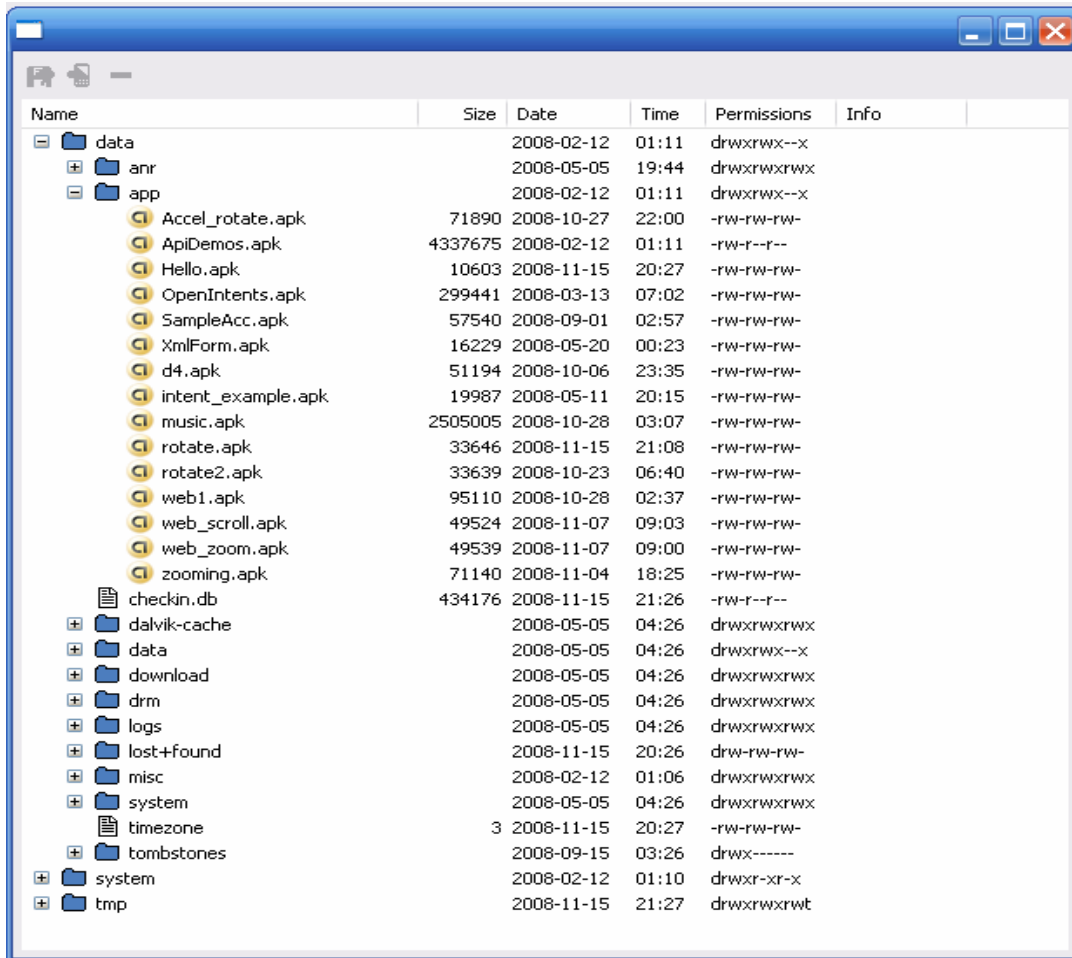 Name Size Date Time Permissions Info
data 2008-02-12 01:11 drwxrwx--x
anr 2008-05-05 19:44 drwxrwxrwx
app 2008-02-12 01:11 drwxrwx--x
Accel_rotate.apk 71890 2008-10-27 22:00 -rw-rw-rw-
ApiDemos.apk 4337675 2008-02-12 01:11 -rw-r--r--
Hello.apk 10603 2008-11-15 20:27 -rw-rw-rw-
OpenIntents.apk 299441 2008-03-13 07:02 -rw-rw-rw-
SampleAcc.apk 57540 2008-09-01 02:57 -rw-rw-rw-
XmlForm.apk 16229 2008-05-20 00:23 -rw-rw-rw-
d4.apk 51194 2008-10-06 23:35 -rw-rw-rw-
intent_example.apk 19987 2008-05-11 20:15 -rw-rw-rw-
music.apk 2505005 2008-10-28 03:07 -rw-rw-rw-
rotate.apk 33646 2008-11-15 21:08 -rw-rw-rw-
rotate2.apk 33639 2008-10-23 06:40 -rw-rw-rw-
web1.apk 95110 2008-10-28 02:37 -rw-rw-rw-
web_scroll.apk 49524 2008-11-07 09:03 -rw-rw-rw-
web_zoom.apk 49539 2008-11-07 09:00 -rw-rw-rw-
zooming.apk 71140 2008-11-04 18:25 -rw-rw-rw-
checkin.db 434176 2008-11-15 21:26 -rw-r--r--
dalvik-cache 2008-05-05 04:26 drwxrwxrwx
data 2008-05-05 04:26 drwxrwx--x
download 2008-05-05 04:26 drwxrwxrwx
drm 2008-05-05 04:26 drwxrwxrwx
logs 2008-05-05 04:26 drwxrwxrwx
lost+found 2008-11-15 20:26 drw-rw-rw-
misc 2008-02-12 01:06 drwxrwxrwx
system 2008-05-05 04:26 drwxrwxrwx
timezone 3 2008-11-15 20:27 -rw-rw-rw-
tombstones 2008-09-15 03:26 drwx------
system 2008-02-12 01:10 drwxr-xr-x
tmp 2008-11-15 21:27 drwxrwxrwt